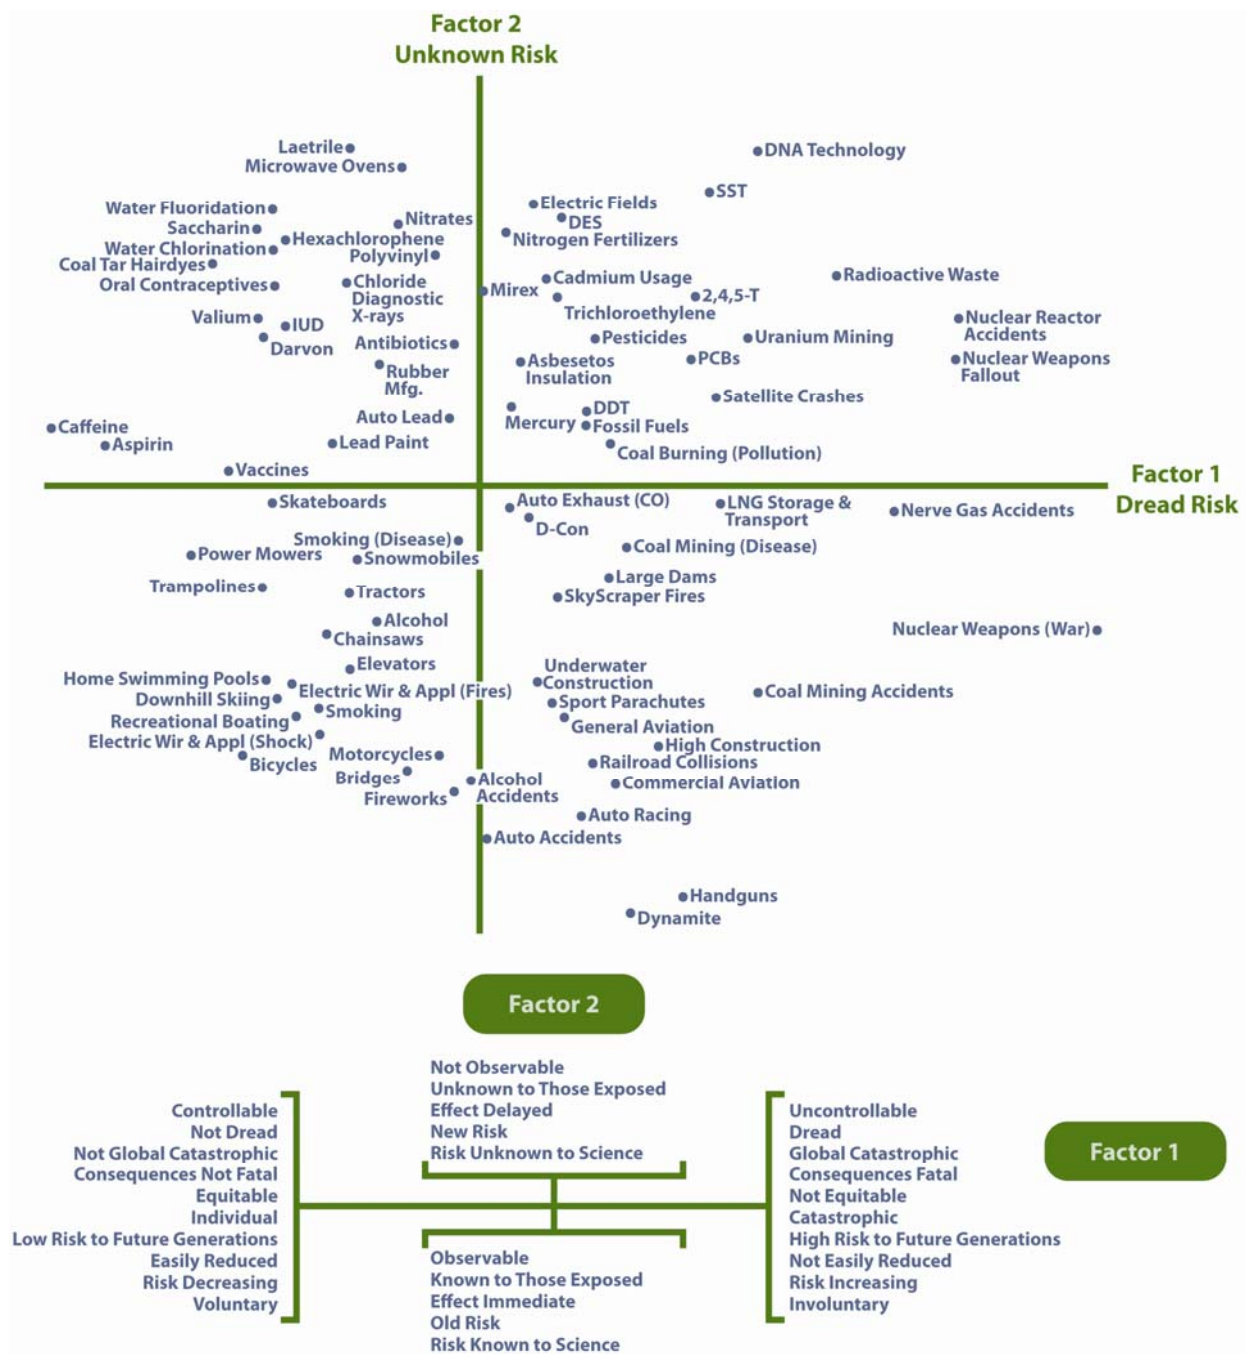 Factor 2
Unknown Risk
Laetrile
Microwave Ovens
DNA Technology
SST
Water Fluoridation
Electric Fields
Nitrates
DES
Saccharin
Hexachlorophene
Nitrogen Fertilizers
Water Chlorination
Polyvinyl
Coal Tar Hairdyes
Radioactive Waste
Oral Contraceptives
Chloride
Diagnostic
X-rays
Mirex
Cadmium Usage
2,4,5-T
Trichloroethylene
Valium
IUD
Darvon
Antibiotics
Pesticides
Uranium Mining
Nuclear Reactor
Accidents
Rubber
Mfg.
Asbesetos
Insulation
PCBs
Nuclear Weapons
Fallout
Satellite Crashes
Auto Lead
Mercury
DDT
Fossil Fuels
Caffeine
Aspirin
Lead Paint
Coal Burning (Pollution)
Vaccines
Factor 1
Dread Risk
Skateboards
Auto Exhaust (CO)
LNG Storage &
Transport
Nerve Gas Accidents
D-Con
Smoking (Disease)
Coal Mining (Disease)
Power Mowers
Snowmobiles
Large Dams
Trampolines
Tractors
SkyScraper Fires
Alcohol
Chainsaws
Nuclear Weapons (War)
Elevators
Underwater
Construction
Home Swimming Pools
Electric Wir & Appl (Fires)
Coal Mining Accidents
Downhill Skiing
Smoking
Sport Parachutes
Recreational Boating
General Aviation
Electric Wir & Appl (Shock)
High Construction
Bicycles
Motorcycles
Railroad Collisions
Bridges
Alcohol
Accidents
Commercial Aviation
Fireworks
Auto Racing
Auto Accidents
Handguns
Dynamite
Factor 2
Not Observable
Unknown to Those Exposed
Effect Delayed
New Risk
Risk Unknown to Science
Controllable
Not Dread
Not Global Catastrophic
Consequences Not Fatal
Equitable
Individual
Low Risk to Future Generations
Easily Reduced
Risk Decreasing
Voluntary
Uncontrollable
Dread
Global Catastrophic
Consequences Fatal
Not Equitable
Catastrophic
High Risk to Future Generations
Not Easily Reduced
Risk Increasing
Involuntary
Factor 1
Observable
Known to Those Exposed
Effect Immediate
Old Risk
Risk Known to Science